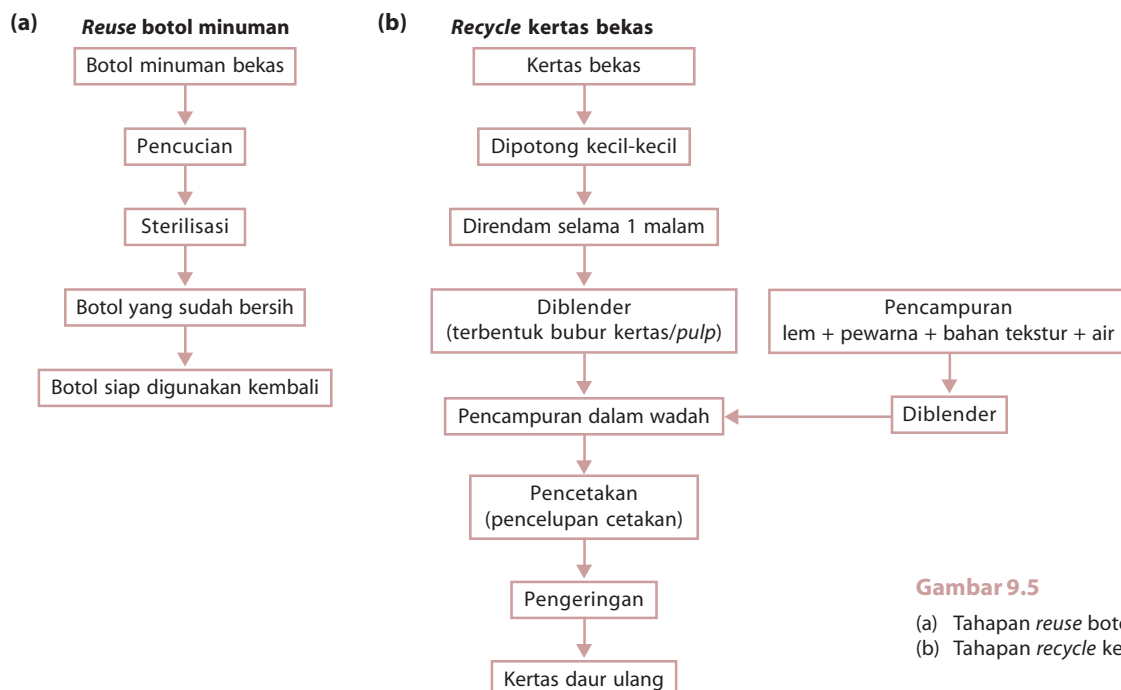 (a) Reuse botol minuman
Botol minuman bekas
Pencucian
Sterilisasi
Botol yang sudah bersih
Botol siap digunakan kembali
(b) Recycle kertas bekas
Kertas bekas
Dipotong kecil-kecil
Direndam selama 1 malam
Diblender
(terbentuk bubur kertas/pulp)
Pencampuran
lem + pewarna + bahan tekstur + air
Diblender
Pencampuran dalam wadah
Pencetakan
(pencelupan cetakan)
Pengeringan
Kertas daur ulang
Gambar 9.5
(a) Tahapan reuse
(b) Tahapan recycle